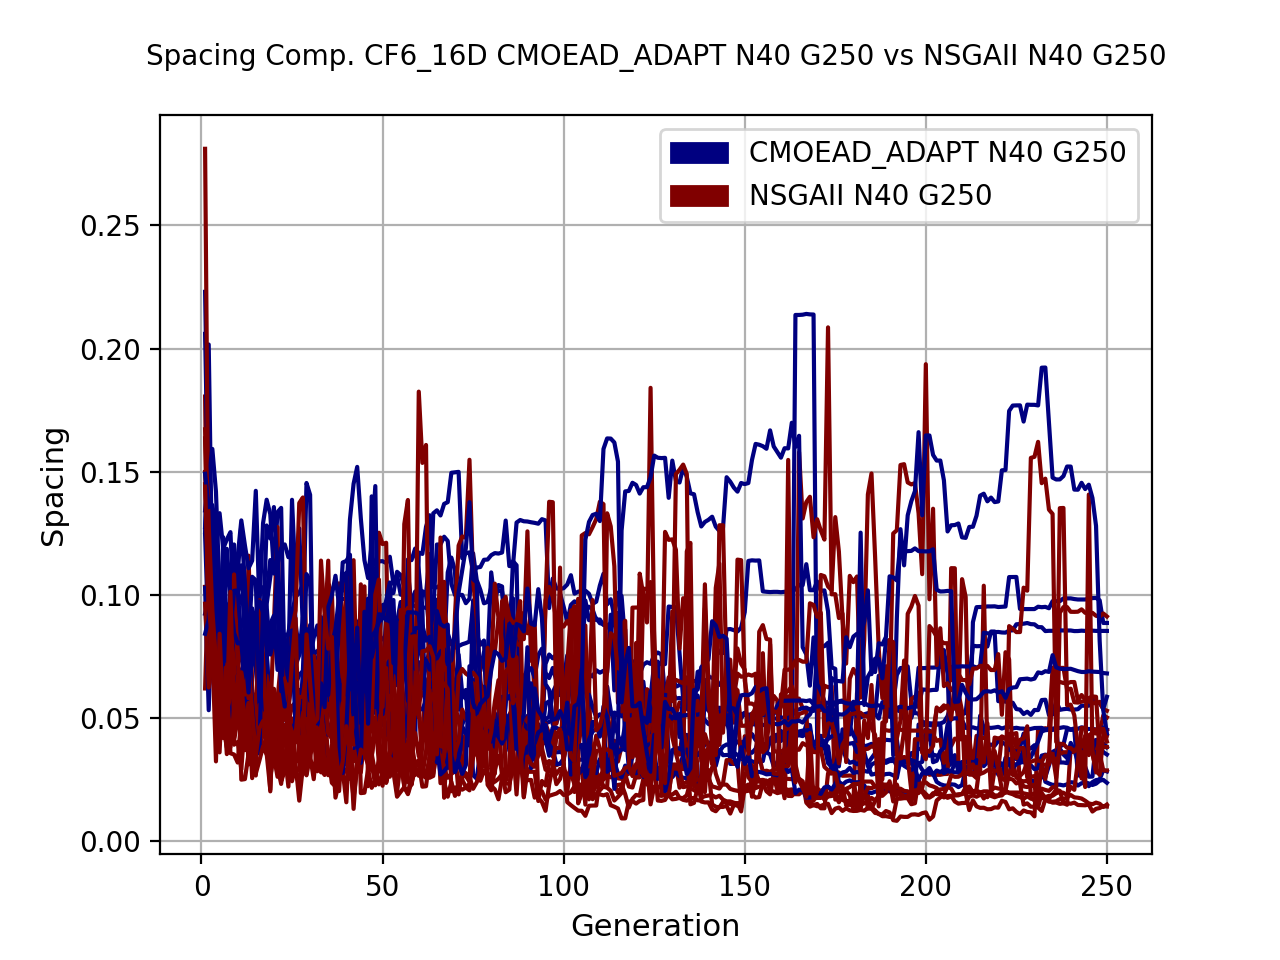 Spacing Comp. CF6_16D CMOEAD_ADAPT N40 G250 vs NSGAII N40 G250
CMOEAD_ADAPT N40 G250
NSGAII N40 G250
0.25
0.20
0.15
0.10
0.05
0.00
Spacing
0
50
100
150
200
250
Generation